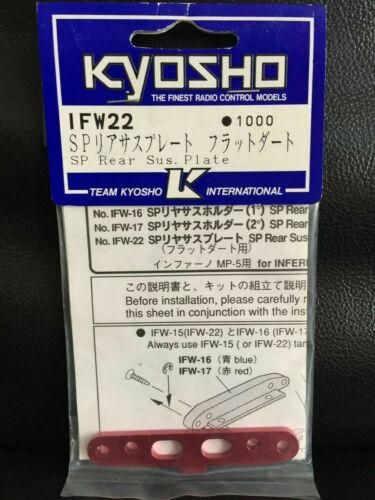 KYOSHO
THE FINEST RADIO CONTROL MODELS
IFW22 ●1000
SPリアサスプレート フラットダート
SP Rear Sus.Plate
TEAM KYOSHO K INTERNATIONAL
No. IFW-16 SPリヤサスホルダー (1°) SP Rear
No. IFW-17 SPリヤサスホルダー (2°) SP Rear
No. IFW-22 SPリヤサスプレート SP Rear Sus
(フラットダート用)
インファーノ MP-5用 for INFER
この説明書と、キットの組立て説明
Before installation, please carefully
this sheet in conjunction with the
● IFW-15(IFW-22) とIFW-16 (IFW-17
Always use IFW-15 ( or IFW-22) tan
IFW-16 (青 blue)
IFW-17 (赤 red)